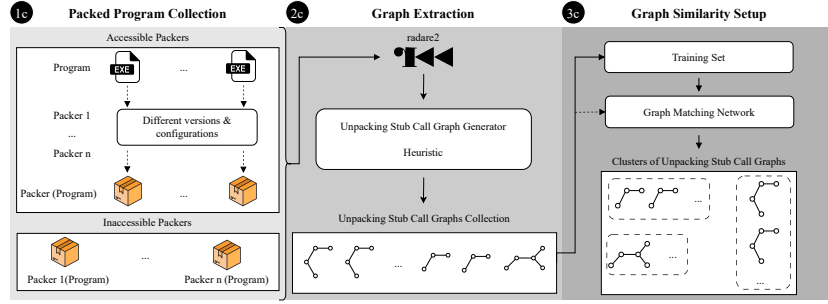 1c Packed Program Collection
Accessible Packers
Program
EXE
...
EXE
Packer 1
...
Packer n
Different versions &
configurations
Packer (Program)
...
Inaccessible Packers
...
Packer 1(Program)
Packer n (Program)
2c Graph Extraction
radare2
Unpacking Stub Call Graph Generator
Heuristic
Unpacking Stub Call Graphs Collection
...
3c Graph Similarity Setup
Training Set
Graph Matching Network
Clusters of Unpacking Stub Call Graphs
...
...
...